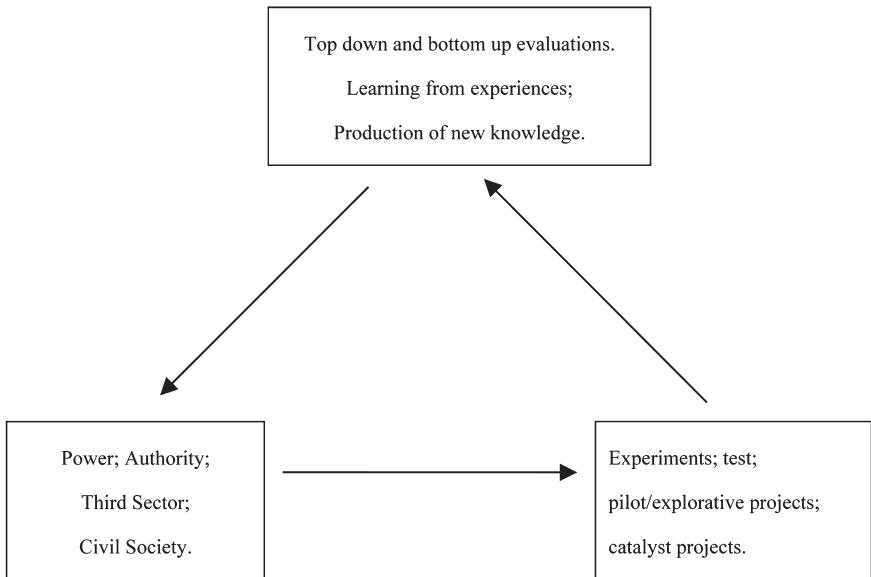 Top down and bottom up evaluations.
Learning from experiences;
Production of new knowledge.
Power; Authority;
Third Sector;
Civil Society.
Experiments; test;
pilot/explorative projects;
catalyst projects.